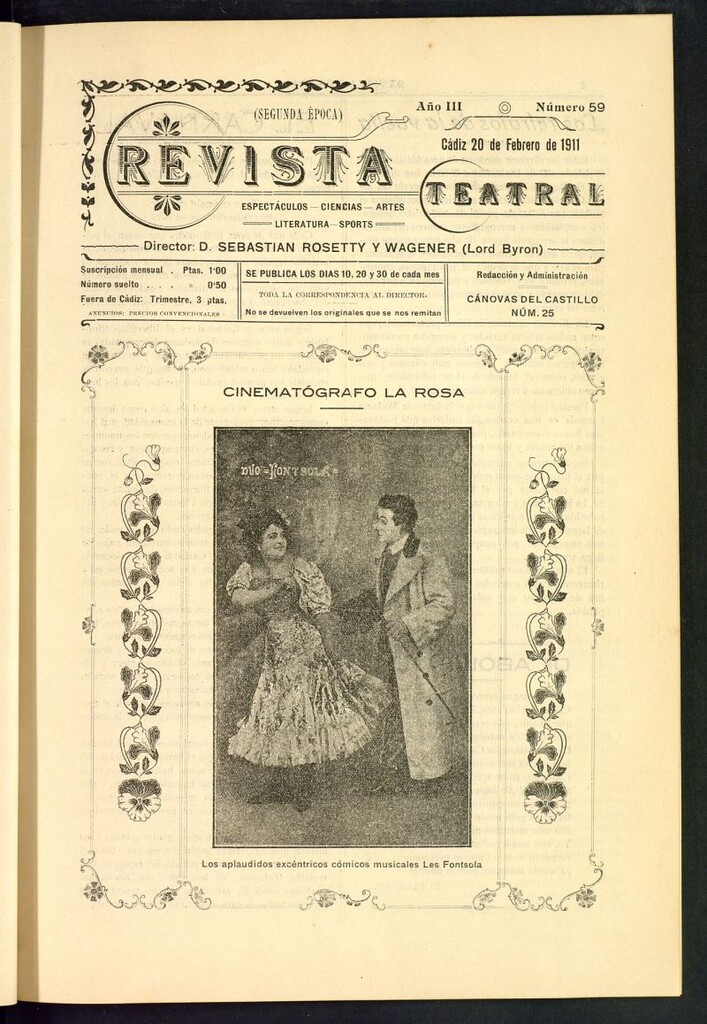 (SEGUNDA ÉPOCA)
Año III Número 59
Cádiz 20 de Febrero de 1911
REVISTA
TEATRAL
ESPECTÁCULOS — CIENCIAS — ARTES
LITERATURA — SPORTS
Director: D. SEBASTIAN ROSETTY Y WAGENER (Lord Byron)
Suscripción mensual . Ptas. 1'00
Número suelto . . . . » 0'50
Fuera de Cádiz: Trimestre, 3 ptas.
ANUNCIOS: PRECIOS CONVENCIONALES
SE PUBLICA LOS DIAS 10, 20 y 30 de cada mes
TODA LA CORRESPONDENCIA AL DIRECTOR.
No se devuelven los originales que se nos remitan
Redacción y Administración
CÁNOVAS DEL CASTILLO
NÚM. 25
CINEMATÓGRAFO LA ROSA
DUO = FONTSOLA =
Los aplaudidos excéntricos cómicos musicales Les Fontsola